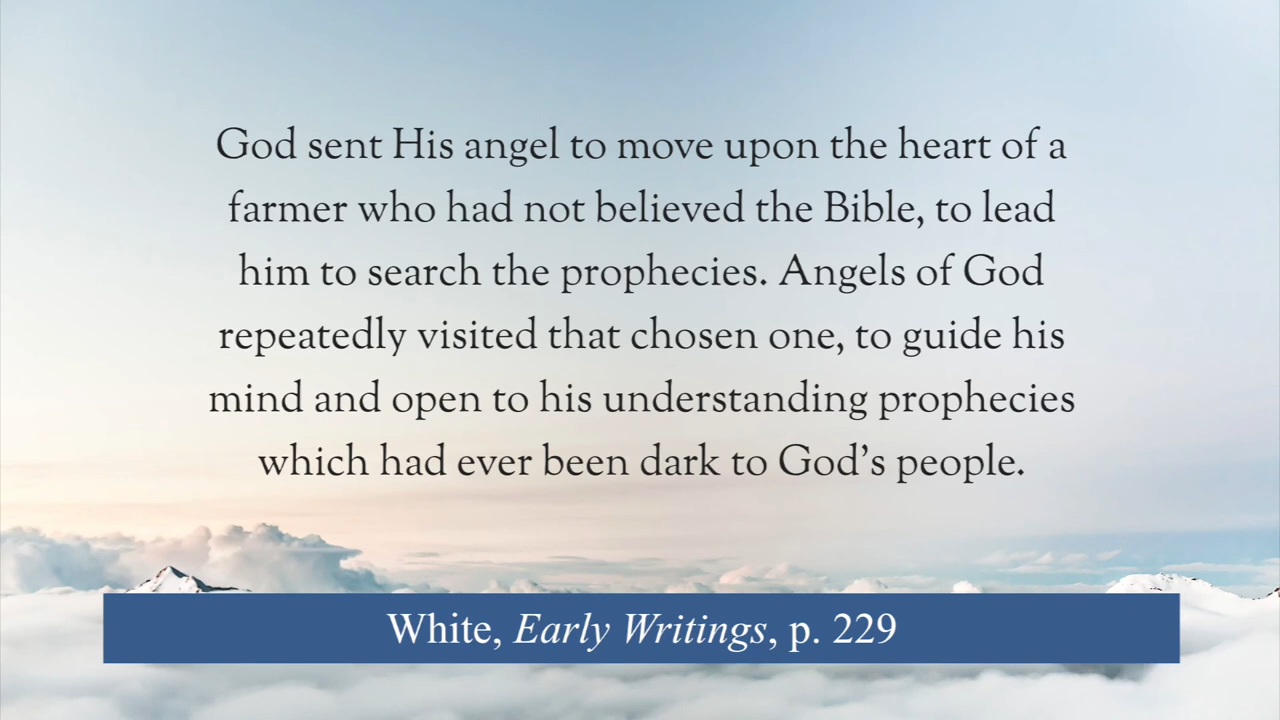 God sent His angel to move upon the heart of a
farmer who had not believed the Bible, to lead
him to search the prophecies. Angels of God
repeatedly visited that chosen one, to guide his
mind and open to his understanding prophecies
which had ever been dark to God’s people.
White, Early Writings, p. 229